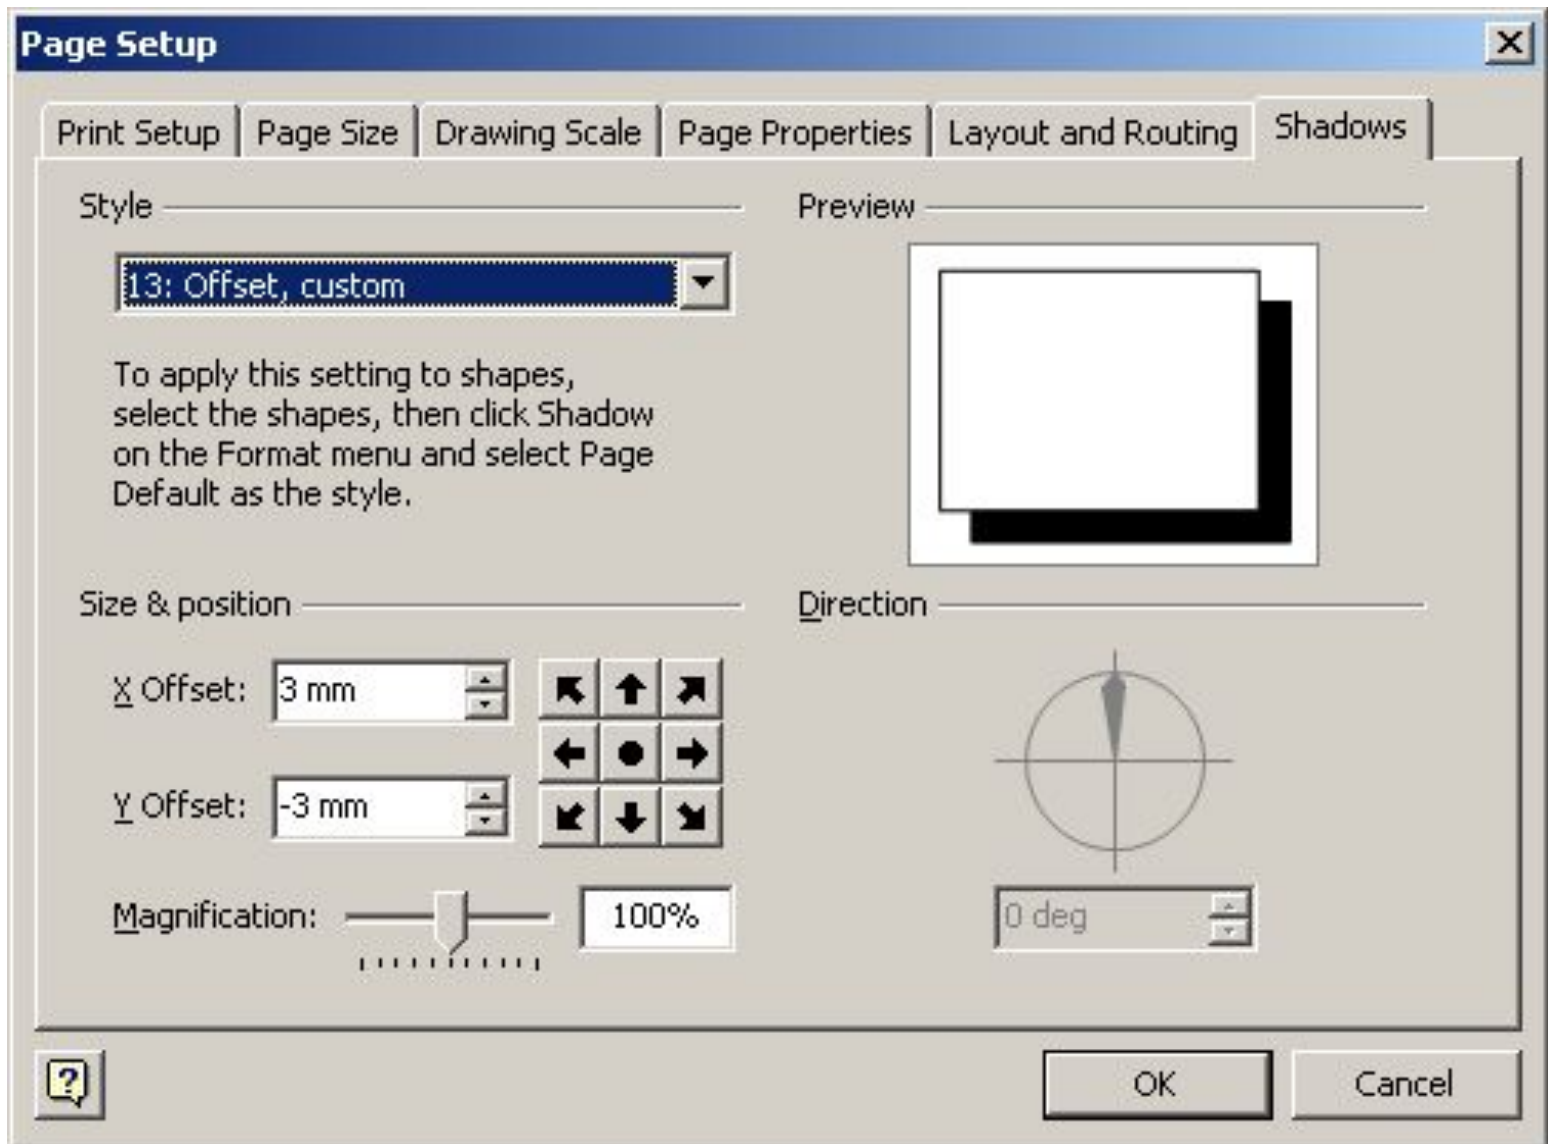 Page Setup
Print Setup
Page Size
Drawing Scale
Page Properties
Layout and Routing
Shadows
Style
13: Offset, custom
To apply this setting to shapes,
select the shapes, then click Shadow
on the Format menu and select Page
Default as the style.
Preview
Size & position
X Offset: 3 mm
Y Offset: -3 mm
Magnification: 100%
Direction
0 deg
?
OK
Cancel